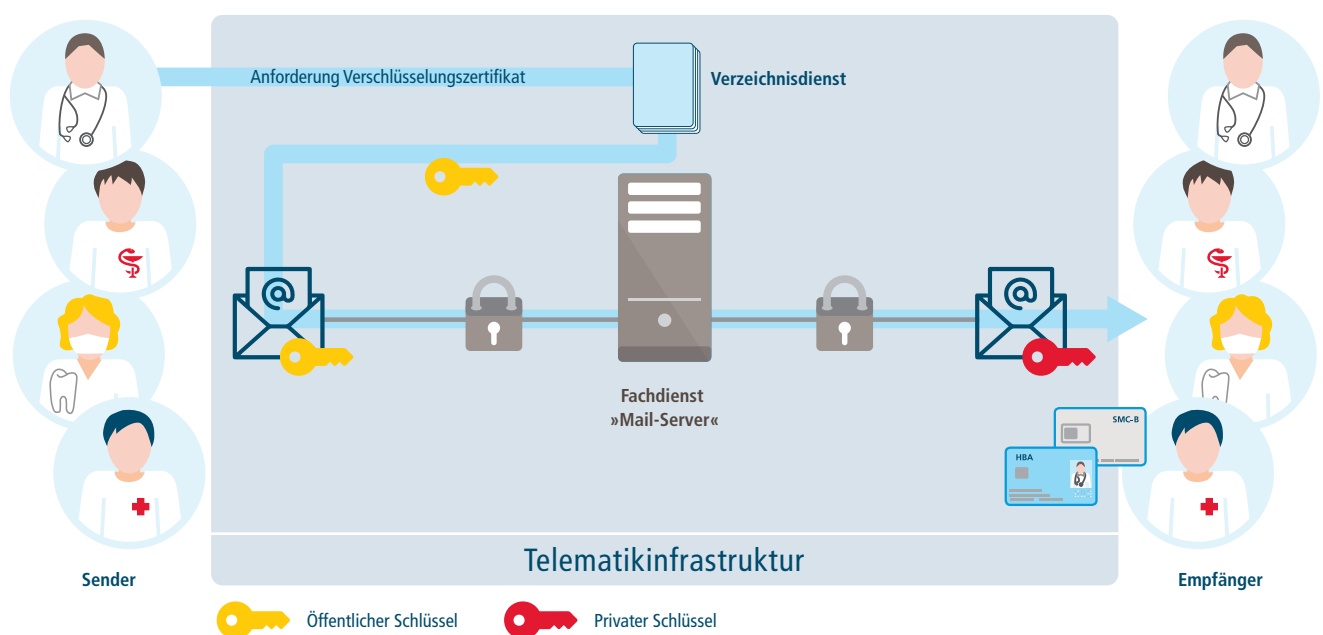 Anforderung Verschlüsselungszertifikat
Verzeichnisdienst
Fachdienst
»Mail-Server«
SMC-B
HBA
Telematikinfrastruktur
Sender
Empfänger
Öffentlicher Schlüssel
Privater Schlüssel